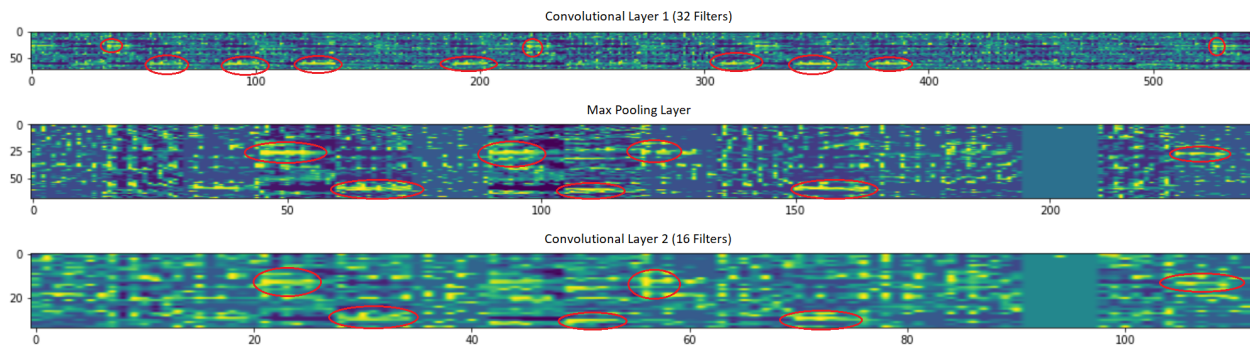 Convolutional Layer 1 (32 Filters)
0
50
0 100 200 300 400 500
Max Pooling Layer
0
25
50
0 50 100 150 200
Convolutional Layer 2 (16 Filters)
0
20
0 20 40 60 80 100